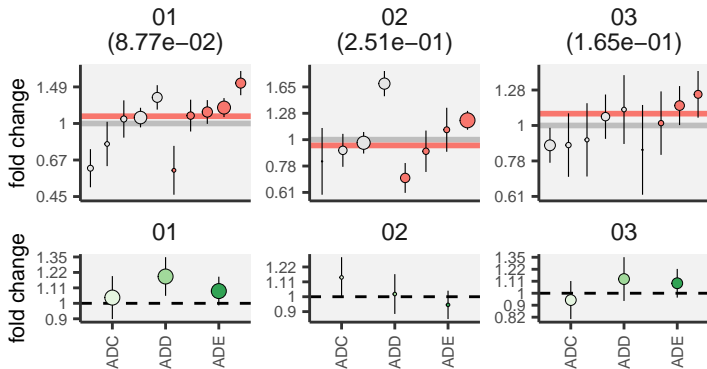 01
(8.77e−02)
02
(2.51e−01)
03
(1.65e−01)
fold change
1.49
1
0.67
0.45
1.65
1.28
1
0.78
0.61
1.28
1
0.78
0.61
01
02
03
fold change
1.35
1.22
1.11
1
0.9
1.22
1.11
1
0.9
1.35
1.22
1.11
1
0.9
0.82
ADC
ADD
ADE
ADC
ADD
ADE
ADC
ADD
ADE